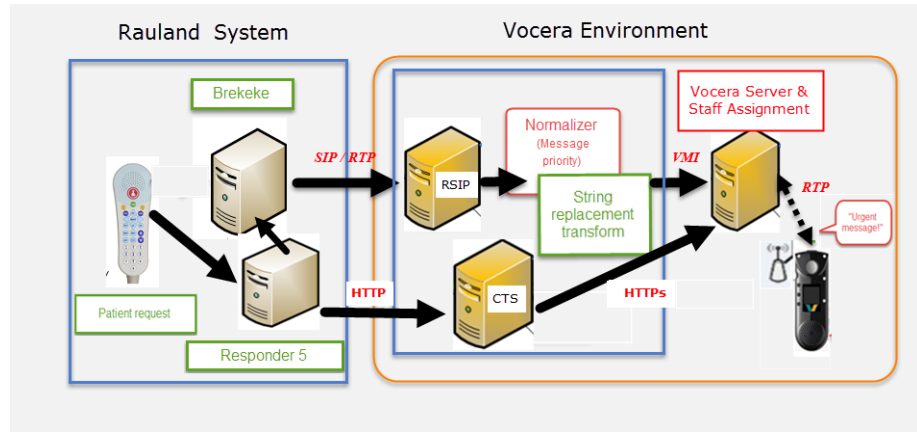 Rauland System
Vocera Environment
Brekeke
Vocera Server &
Staff Assignment
Normalizer
(Message
priority)
SIP / RTP
VMI
RSIP
RTP
String
replacement
transform
"Urgent
message!"
HTTP
CTS
HTTPs
Patient request
Responder 5